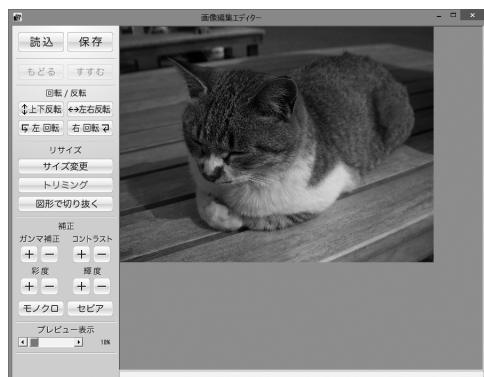 画像編集エディター
読込 保存
もどる すすむ
回転 / 反転
上下反転 左右反転
左 回転 右 回転
リサイズ
サイズ変更
トリミング
図形で切り抜く
補正
ガンマ補正 コントラスト
+ − + −
彩度 輝度
+ − + −
モノクロ セピア
プレビュー表示
10%